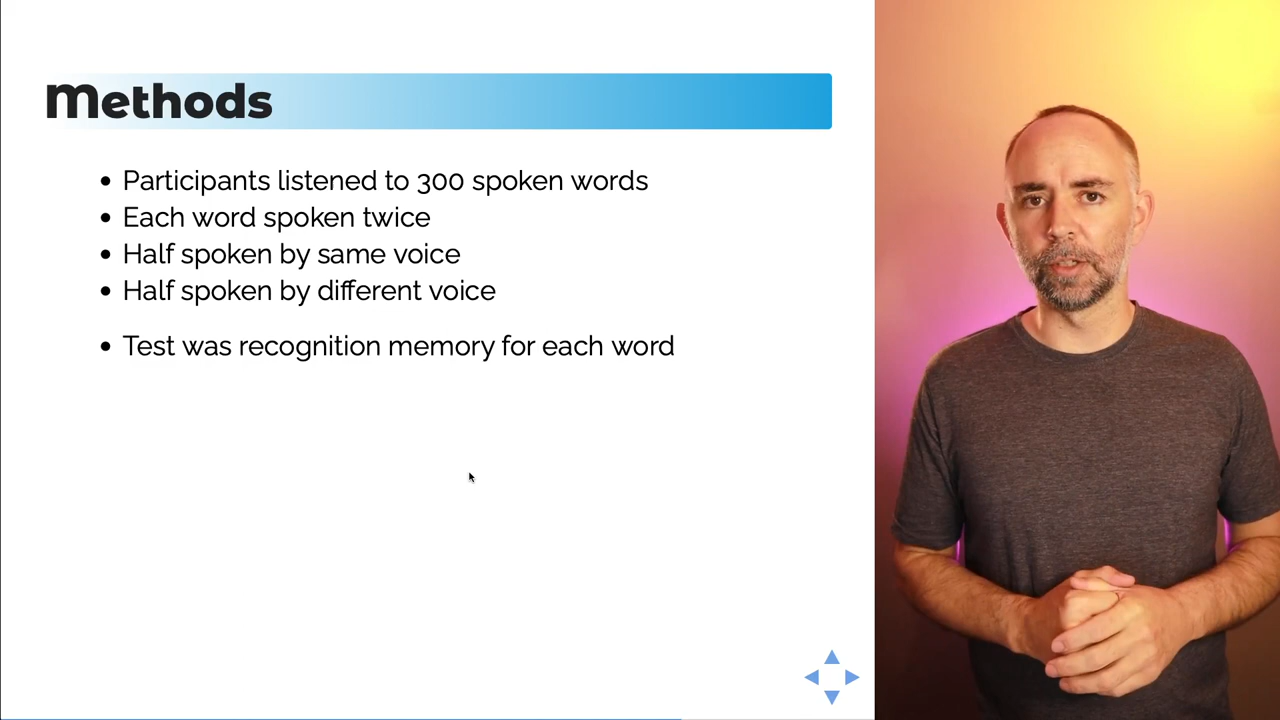 Methods
Participants listened to 300 spoken words
Each word spoken twice
Half spoken by same voice
Half spoken by different voice
Test was recognition memory for each word